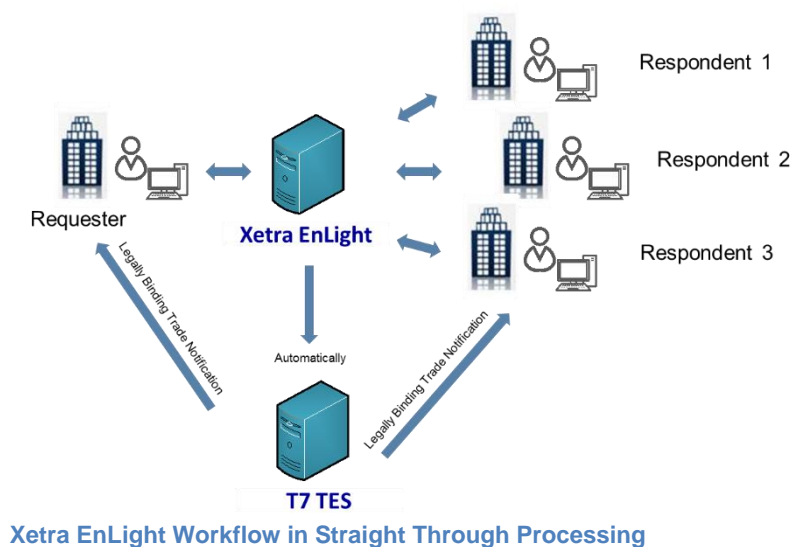 Respondent 1
Respondent 2
Requester
Xetra EnLight
Respondent 3
Legally Binding Trade Notification
Automatically
Legally Binding Trade Notification
T7 TES
Xetra EnLight Workflow in Straight Through Processing